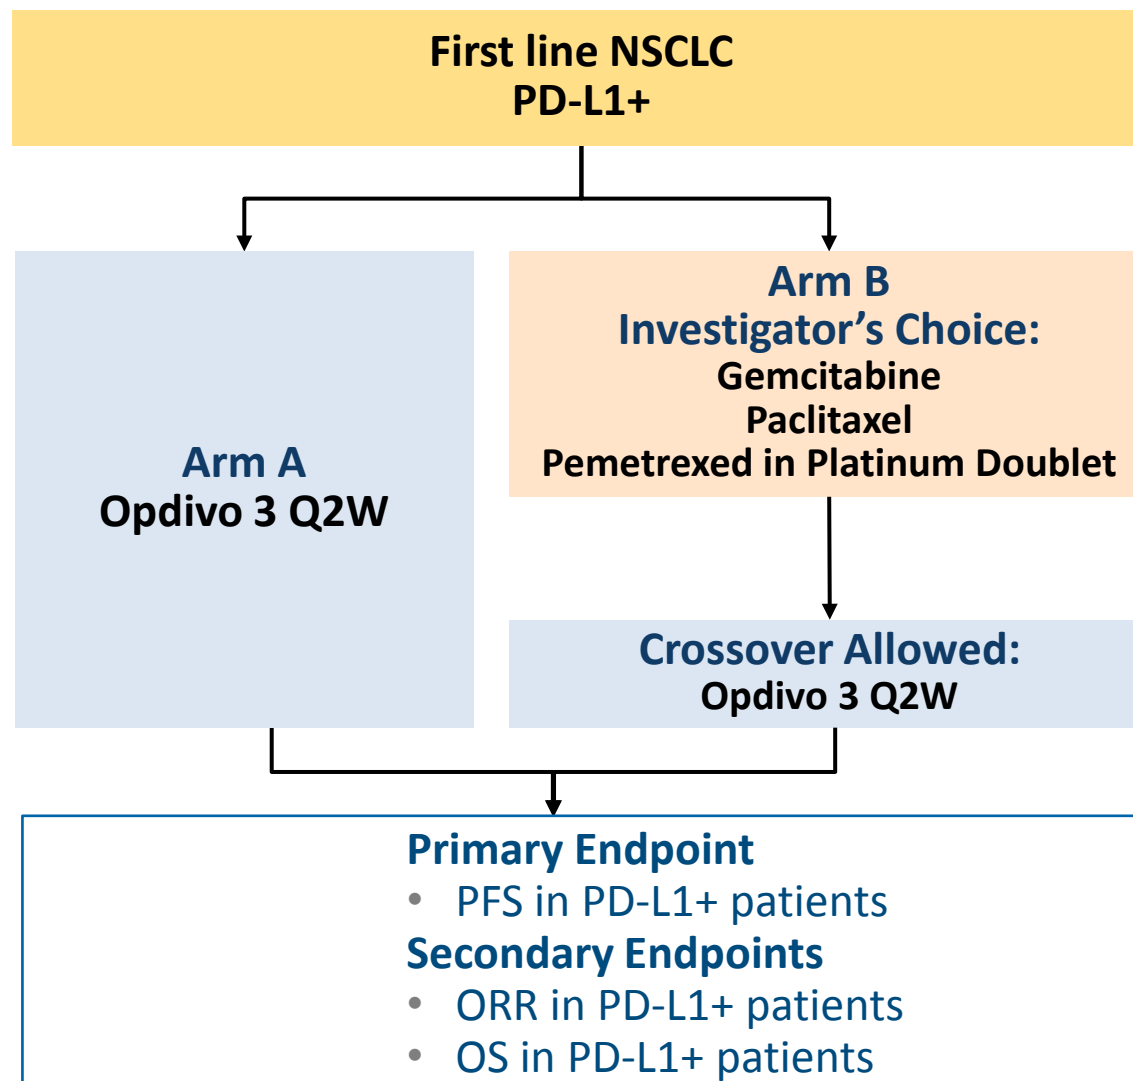 First line NSCLC
PD-L1+
Arm A
Opdivo 3 Q2W
Arm B
Investigator’s Choice:
Gemcitabine
Paclitaxel
Pemetrexed in Platinum Doublet
Crossover Allowed:
Opdivo 3 Q2W
Primary Endpoint
• PFS in PD-L1+ patients
Secondary Endpoints
• ORR in PD-L1+ patients
• OS in PD-L1+ patients